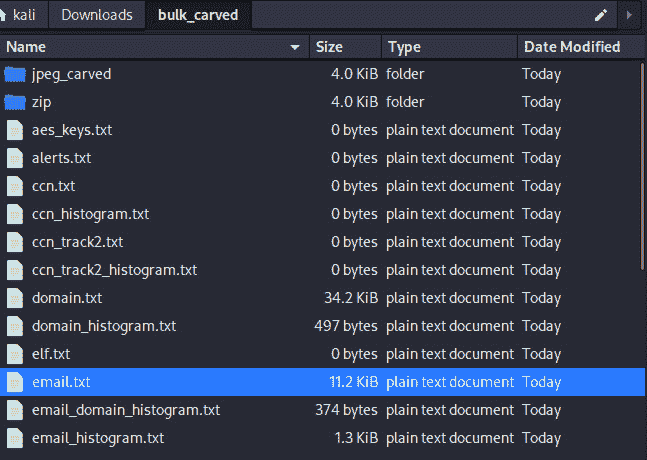 kali Downloads bulk_carved
Name Size Type Date Modified
jpeg_carved 4.0 KiB folder Today
zip 4.0 KiB folder Today
aes_keys.txt 0 bytes plain text document Today
alerts.txt 0 bytes plain text document Today
ccn.txt 0 bytes plain text document Today
ccn_histogram.txt 0 bytes plain text document Today
ccn_track2.txt 0 bytes plain text document Today
ccn_track2_histogram.txt 0 bytes plain text document Today
domain.txt 34.2 KiB plain text document Today
domain_histogram.txt 497 bytes plain text document Today
elf.txt 0 bytes plain text document Today
email.txt 11.2 KiB plain text document Today
email_domain_histogram.txt 374 bytes plain text document Today
email_histogram.txt 1.3 KiB plain text document Today